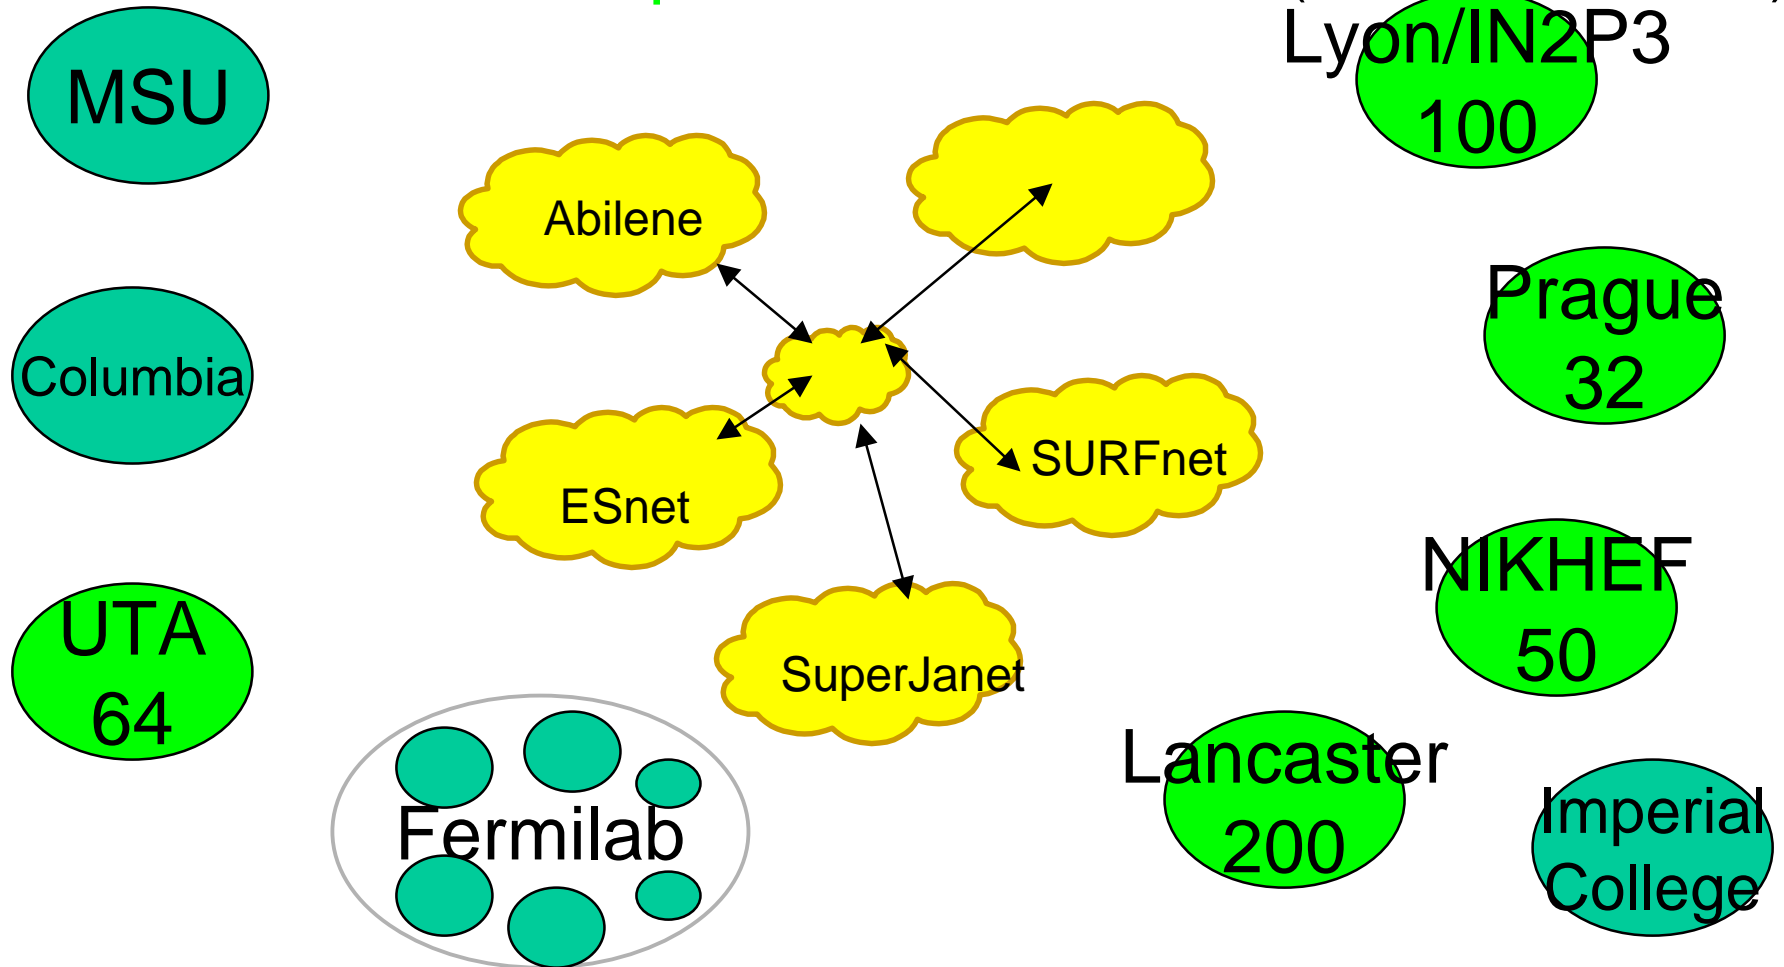 MSU
Lyon/IN2P3
100
Abilene
Prague
32
Columbia
SURFnet
ESnet
NIKHEF
50
UTA
64
SuperJanet
Lancaster
200
Fermilab
Imperial
College